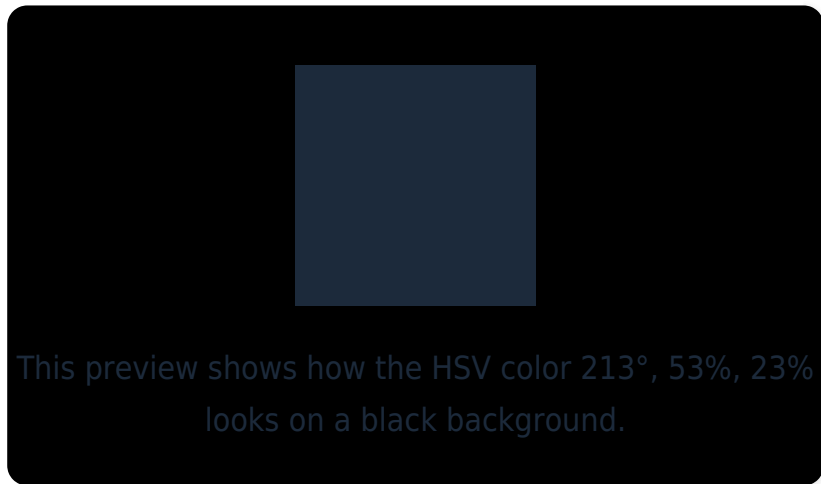 This preview shows how the HSV color 213°, 53%, 23%
looks on a black background.